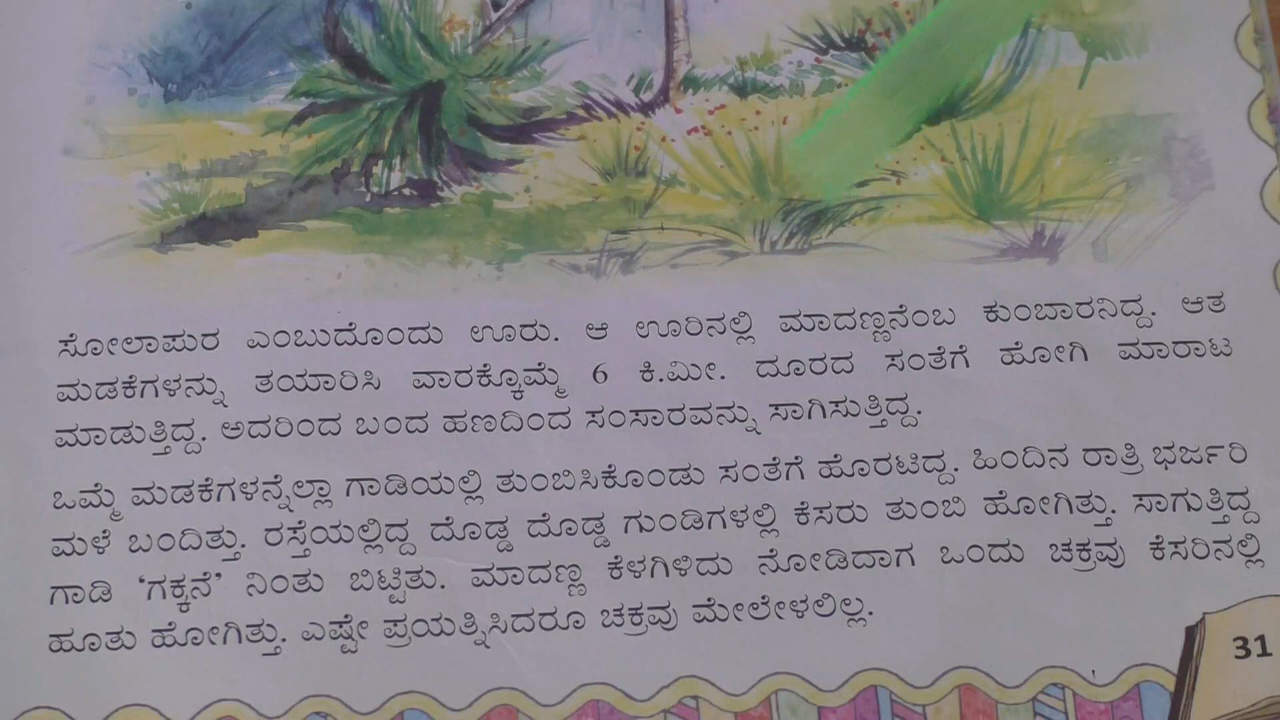 ಸೋಲಾಪುರ ಎಂಬುದೊಂದು ಊರು. ಆ ಊರಿನಲ್ಲಿ ಮಾದಣ್ಣನೆಂಬ ಕುಂಬಾರನಿದ್ದ. ಆತ
ಮಡಕೆಗಳನ್ನು ತಯಾರಿಸಿ ವಾರಕ್ಕೊಮ್ಮೆ 6 ಕಿ.ಮೀ. ದೂರದ ಸಂತೆಗೆ ಹೋಗಿ ಮಾರಾಟ
ಮಾಡುತ್ತಿದ್ದ. ಅದರಿಂದ ಬಂದ ಹಣದಿಂದ ಸಂಸಾರವನ್ನು ಸಾಗಿಸುತ್ತಿದ್ದ.
ಒಮ್ಮೆ ಮಡಕೆಗಳನ್ನೆಲ್ಲಾ ಗಾಡಿಯಲ್ಲಿ ತುಂಬಿಸಿಕೊಂಡು ಸಂತೆಗೆ ಹೊರಟಿದ್ದ. ಹಿಂದಿನ ರಾತ್ರಿ ಭರ್ಜರಿ
ಮಳೆ ಬಂದಿತ್ತು. ರಸ್ತೆಯಲ್ಲಿದ್ದ ದೊಡ್ಡ ದೊಡ್ಡ ಗುಂಡಿಗಳಲ್ಲಿ ಕೆಸರು ತುಂಬಿ ಹೋಗಿತ್ತು. ಸಾಗುತ್ತಿದ್ದ
ಗಾಡಿ ‘ಗಕ್ಕನೆ’ ನಿಂತು ಬಿಟ್ಟಿತು. ಮಾದಣ್ಣ ಕೆಳಗಿಳಿದು ನೋಡಿದಾಗ ಒಂದು ಚಕ್ರವು ಕೆಸರಿನಲ್ಲಿ
ಹೂತು ಹೋಗಿತ್ತು. ಎಷ್ಟೇ ಪ್ರಯತ್ನಿಸಿದರೂ ಚಕ್ರವು ಮೇಲೇಳಲಿಲ್ಲ.
31